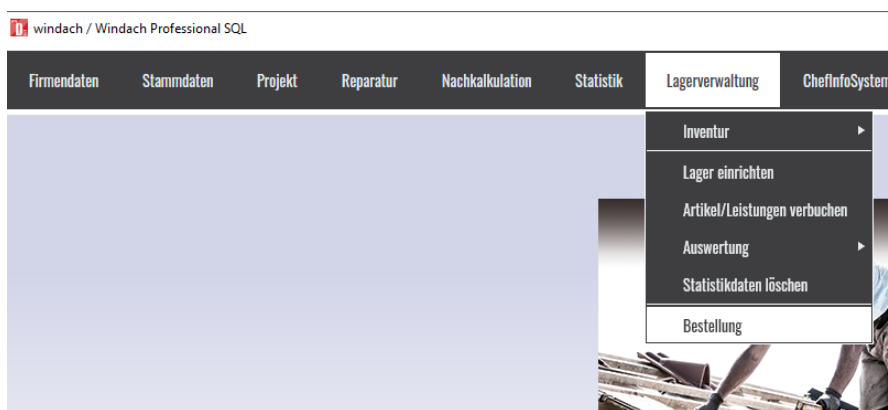 windach / Windach Professional SQL
Firmendaten Stammdaten Projekt Reparatur Nachkalkulation Statistik Lagerverwaltung ChefInfoSystem
Inventur
Lager einrichten
Artikel/Leistungen verbuchen
Auswertung
Statistikdaten löschen
Bestellung